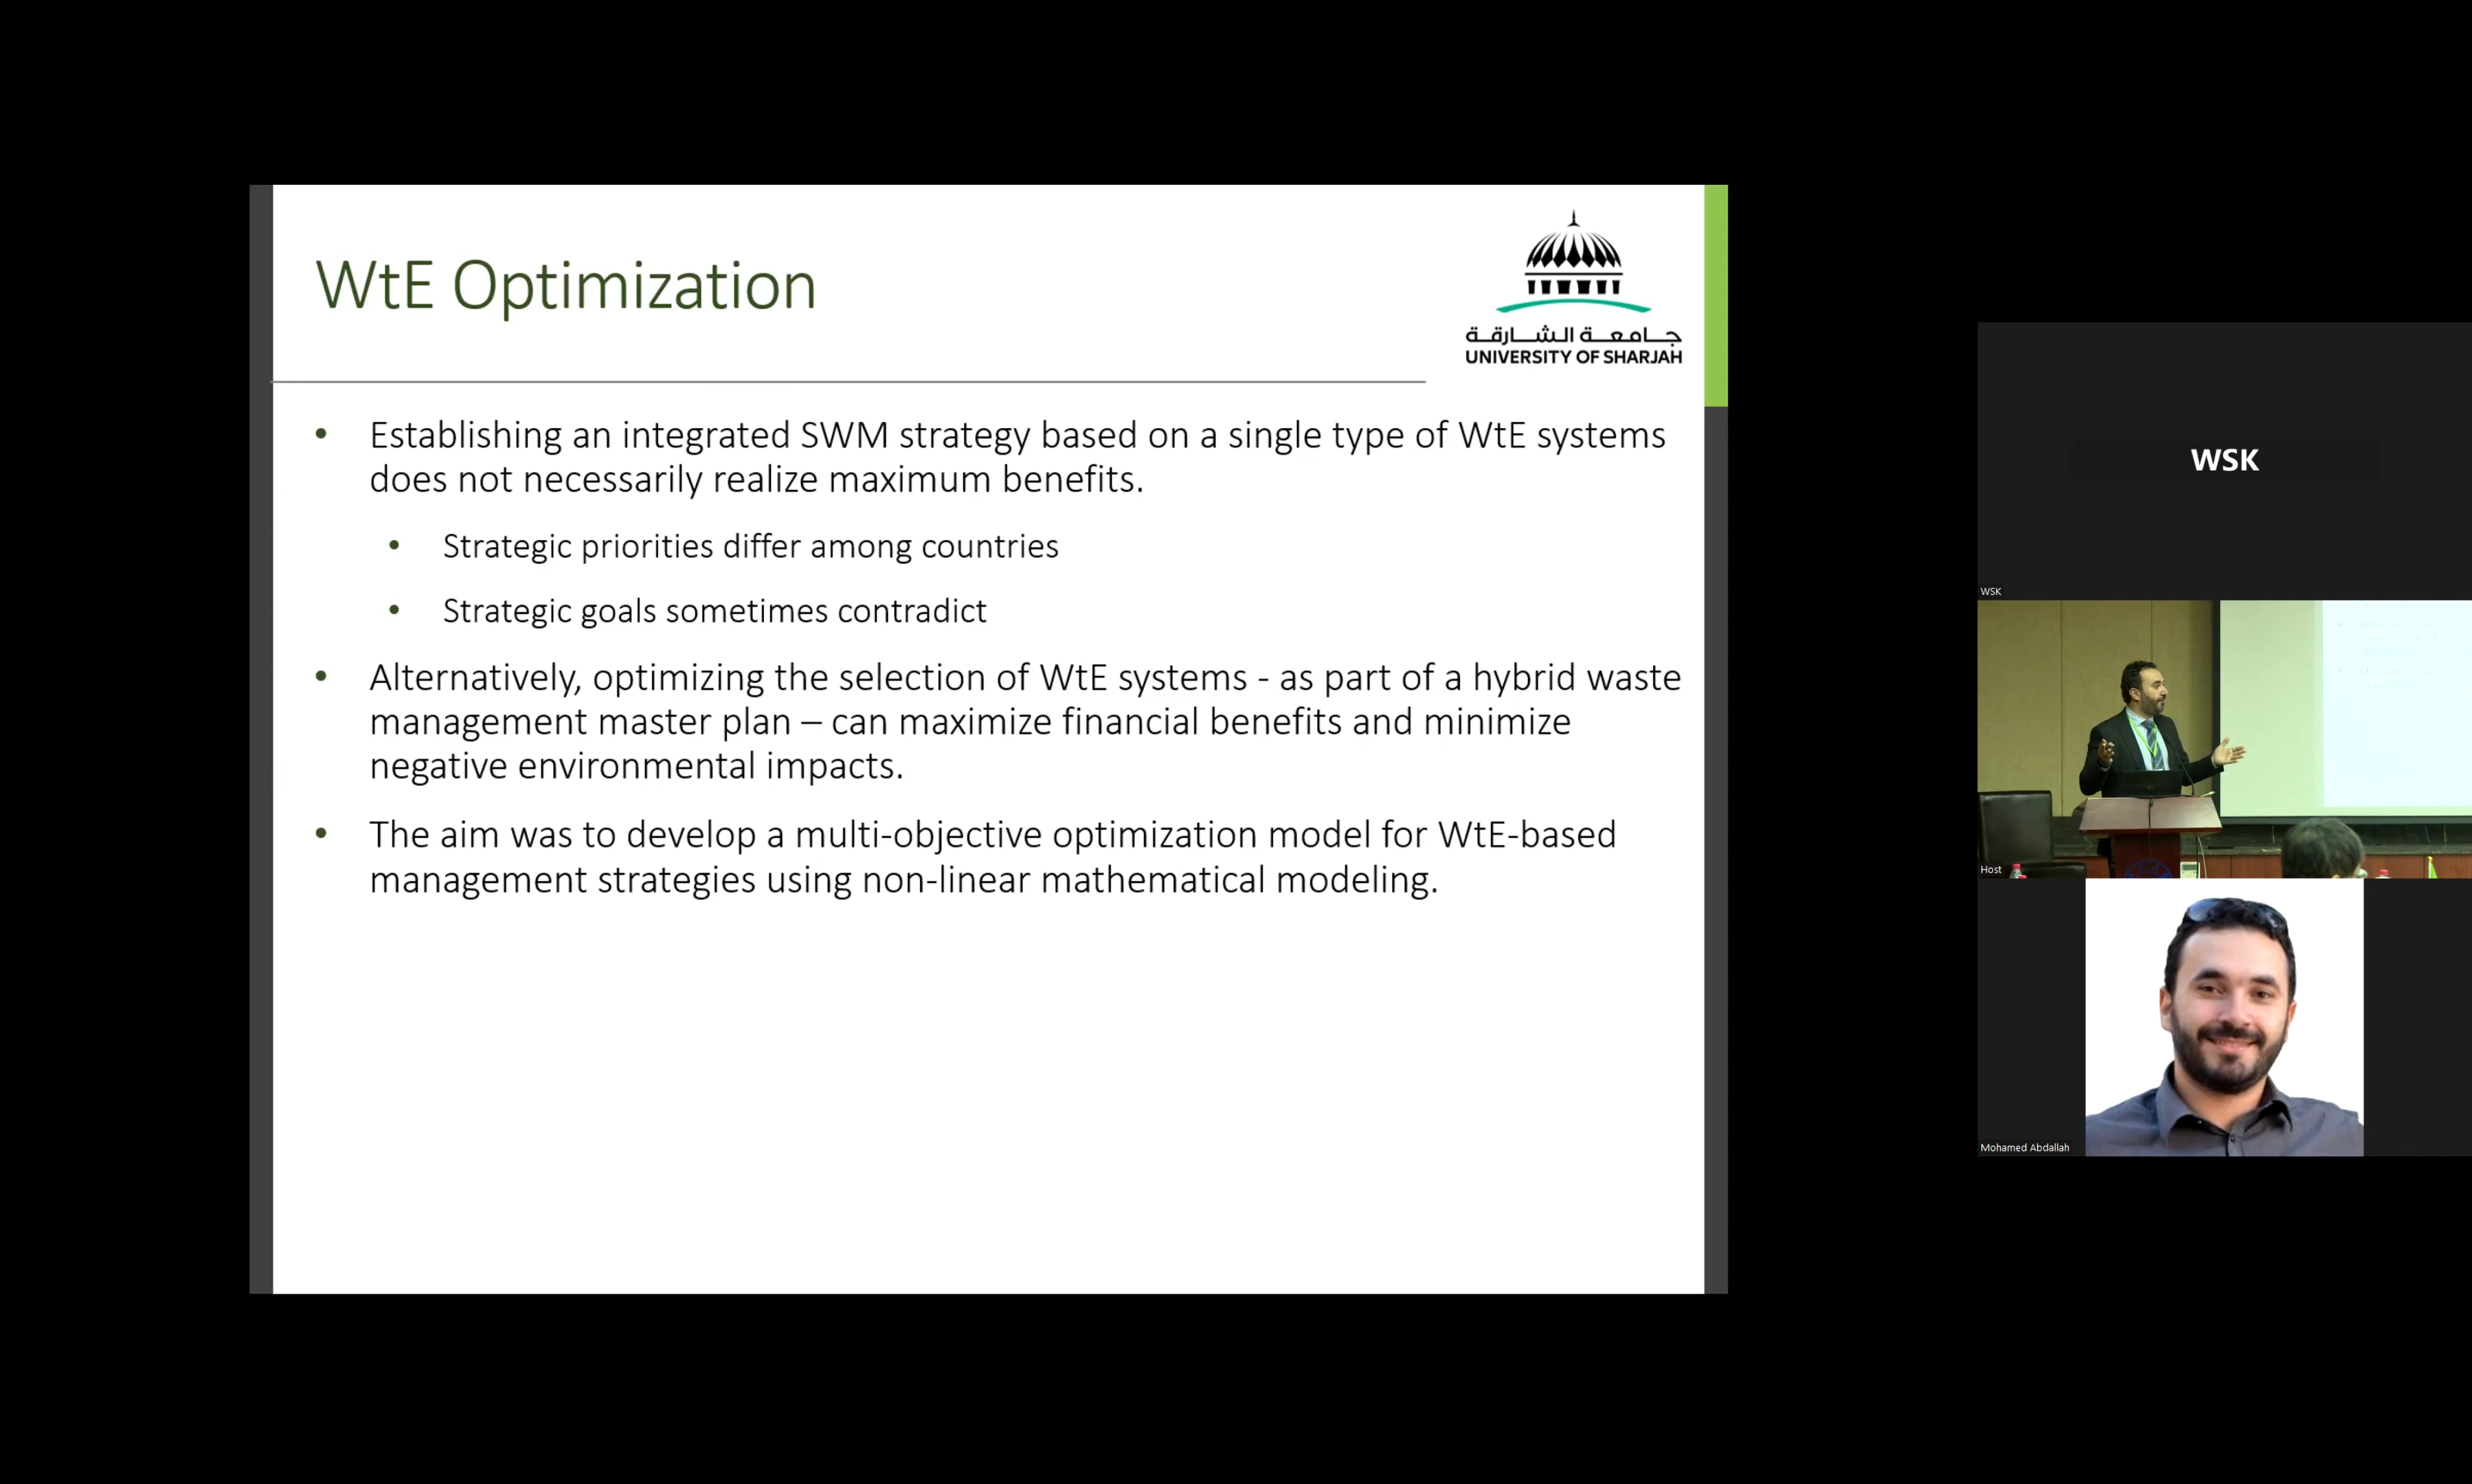 WtE Optimization
جامعة الشارقة
UNIVERSITY OF SHARJAH
• Establishing an integrated SWM strategy based on a single type of WtE systems
does not necessarily realize maximum benefits.
• Strategic priorities differ among countries
• Strategic goals sometimes contradict
• Alternatively, optimizing the selection of WtE systems - as part of a hybrid waste
management master plan – can maximize financial benefits and minimize
negative environmental impacts.
• The aim was to develop a multi-objective optimization model for WtE-based
management strategies using non-linear mathematical modeling.
WSK
WSK
Host
Mohamed Abdallah